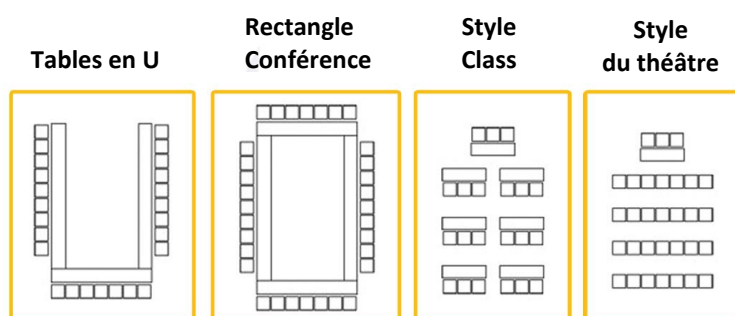 Tables en U
Rectangle
Conférence
Style
Class
Style
du théâtre